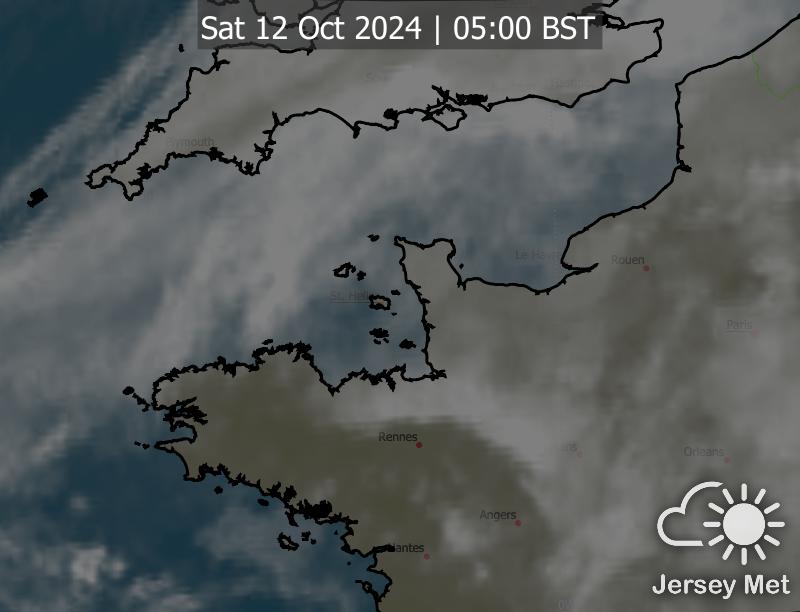 Sat 12 Oct 2024 | 05:00 BST
Plymouth
Le Havre
Rouen
St. Helier
Paris
Rennes
Orleans
Angers
Nantes
Jersey Met